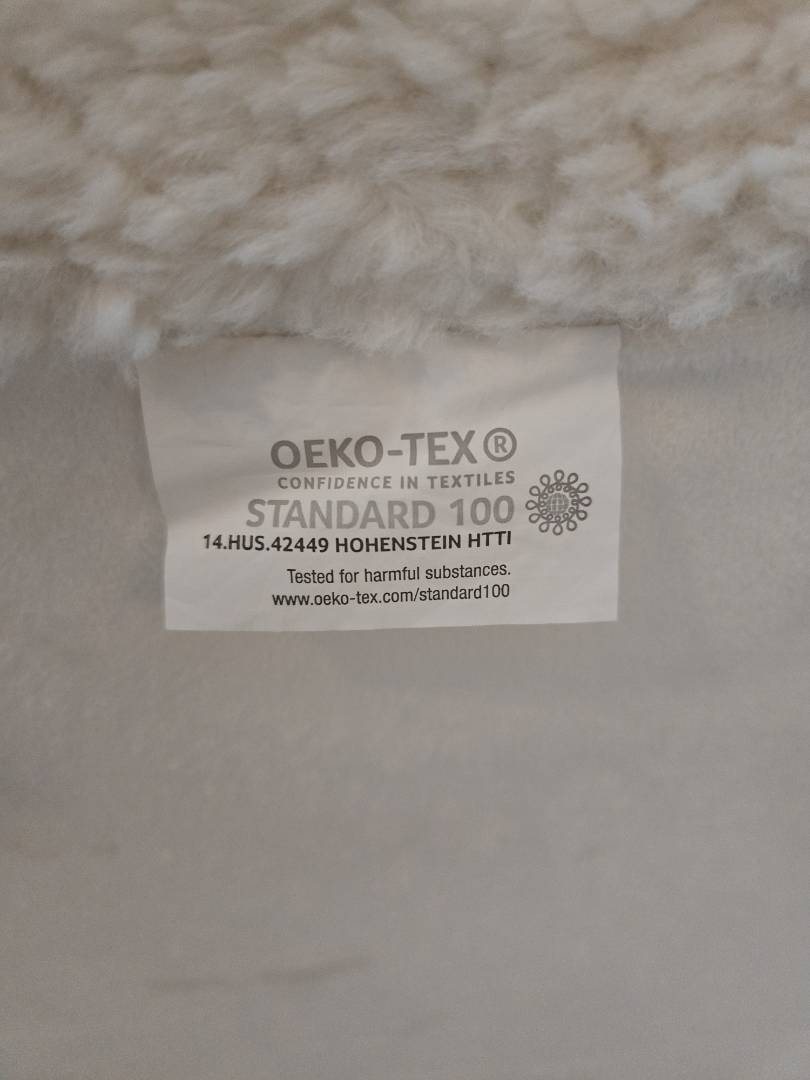 OEKO-TEX®
CONFIDENCE IN TEXTILES
STANDARD 100
14.HUS.42449 HOHENSTEIN HTTI
Tested for harmful substances.
www.oeko-tex.com/standard100